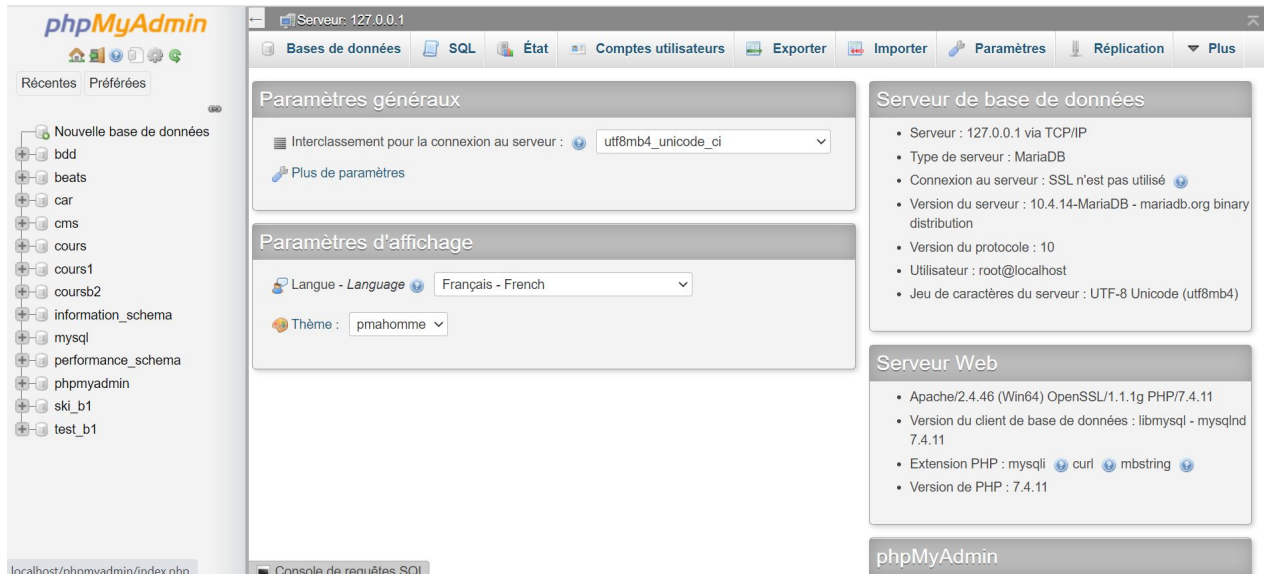 phpMyAdmin
Récentes Préférées
Nouvelle base de données
bdd
beats
car
cms
cours
cours1
coursb2
information_schema
mysql
performance_schema
phpmyadmin
ski_b1
test_b1
localhost/phpmyadmin/index.php
Serveur: 127.0.0.1
Bases de données SQL État Comptes utilisateurs Exporter Importer Paramètres Réplication Plus
Paramètres généraux
Interclassement pour la connexion au serveur : utf8mb4_unicode_ci
Plus de paramètres
Paramètres d'affichage
Langue - Language Français - French
Thème : pmahomme
Console de requêtes SQL
Serveur de base de données
• Serveur : 127.0.0.1 via TCP/IP
• Type de serveur : MariaDB
• Connexion au serveur : SSL n'est pas utilisé
• Version du serveur : 10.4.14-MariaDB - mariadb.org binary
distribution
• Version du protocole : 10
• Utilisateur : root@localhost
• Jeu de caractères du serveur : UTF-8 Unicode (utf8mb4)
Serveur Web
• Apache/2.4.46 (Win64) OpenSSL/1.1.1g PHP/7.4.11
• Version du client de base de données : libmysql - mysqlnd
7.4.11
• Extension PHP : mysqli curl mbstring
• Version de PHP : 7.4.11
phpMyAdmin